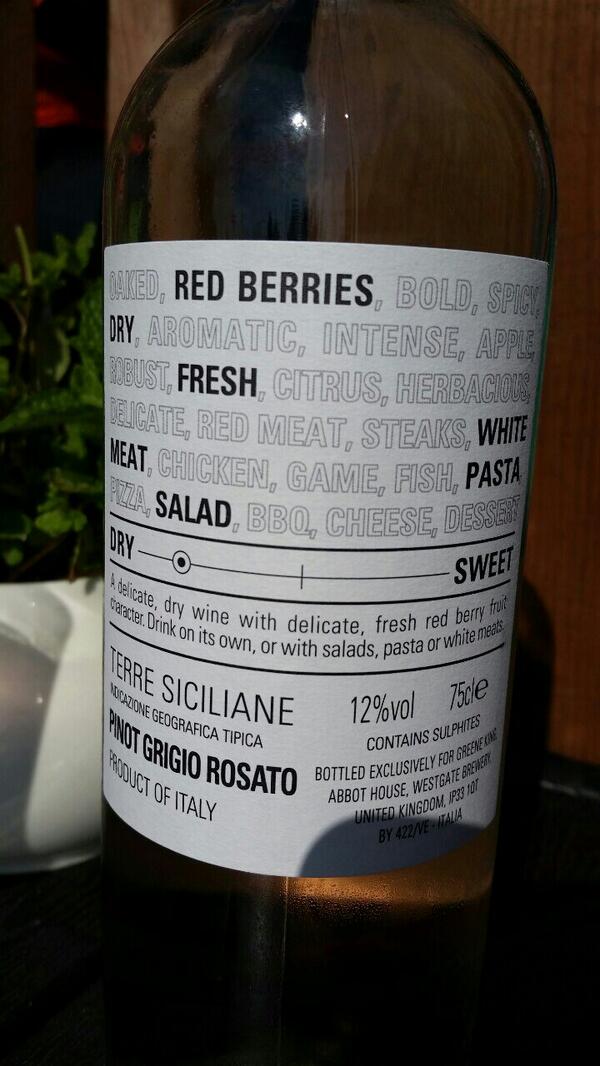 OAKED, RED BERRIES, BOLD, SPICY,
DRY, AROMATIC, INTENSE, APPLE,
ROBUST, FRESH, CITRUS, HERBACIOUS,
DELICATE, RED MEAT, STEAKS, WHITE
MEAT, CHICKEN, GAME, FISH, PASTA,
PIZZA, SALAD, BBQ, CHEESE, DESSERT
DRY SWEET
A delicate, dry wine with delicate, fresh red berry fruit
character. Drink on its own, or with salads, pasta or white meats.
TERRE SICILIANE
INDICAZIONE GEOGRAFICA TIPICA
PINOT GRIGIO ROSATO
PRODUCT OF ITALY
12%vol 75cl e
CONTAINS SULPHITES
BOTTLED EXCLUSIVELY FOR GREENE KING,
ABBOT HOUSE, WESTGATE BREWERY,
UNITED KINGDOM, IP33 1QT
BY 422/VE - ITALIA